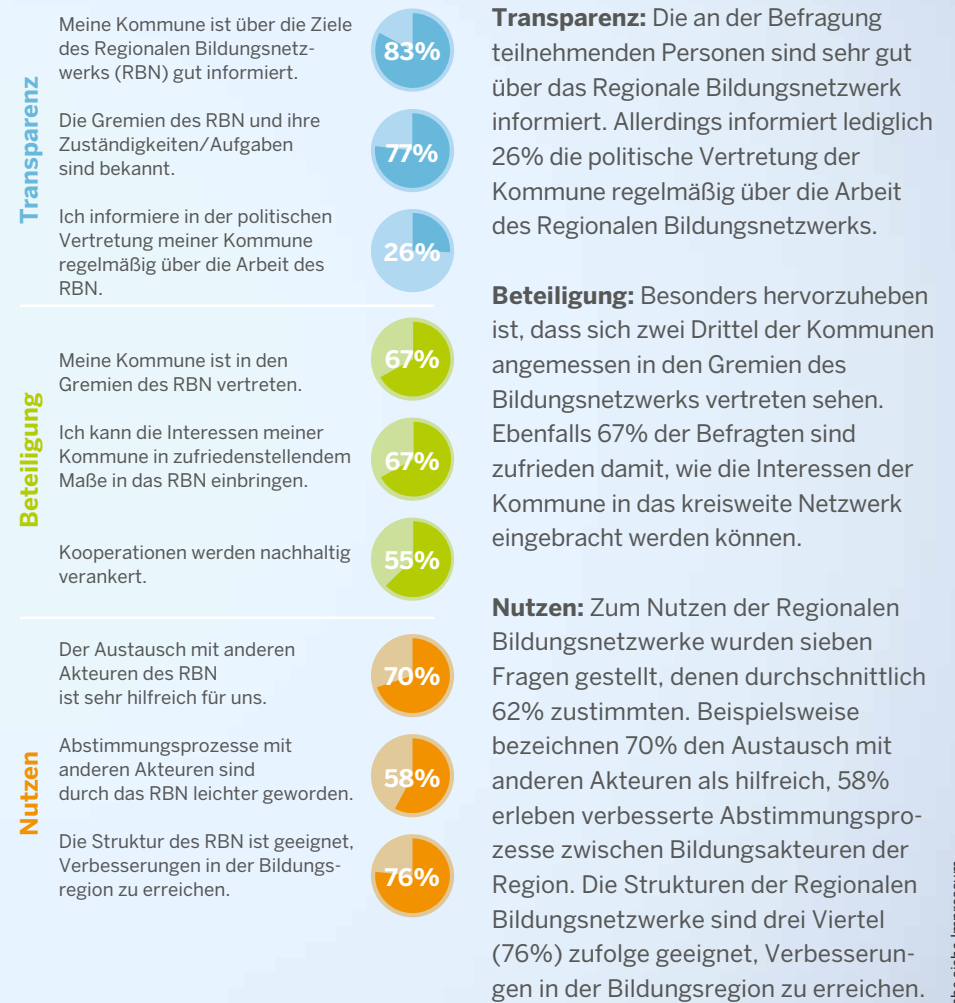 Transparenz
Meine Kommune ist über die Ziele
des Regionalen Bildungsnetz-
werks (RBN) gut informiert.
83%
Die Gremien des RBN und ihre
Zuständigkeiten/Aufgaben
sind bekannt.
77%
Ich informiere in der politischen
Vertretung meiner Kommune
regelmäßig über die Arbeit des
RBN.
26%
Beteiligung
Meine Kommune ist in den
Gremien des RBN vertreten.
67%
Ich kann die Interessen meiner
Kommune in zufriedenstellendem
Maße in das RBN einbringen.
67%
Kooperationen werden nachhaltig
verankert.
55%
Nutzen
Der Austausch mit anderen
Akteuren des RBN
ist sehr hilfreich für uns.
70%
Abstimmungsprozesse mit
anderen Akteuren sind
durch das RBN leichter geworden.
58%
Die Struktur des RBN ist geeignet,
Verbesserungen in der Bildungs-
region zu erreichen.
76%
Transparenz: Die an der Befragung
teilnehmenden Personen sind sehr gut
über das Regionale Bildungsnetzwerk
informiert. Allerdings informiert lediglich
26% die politische Vertretung der
Kommune regelmäßig über die Arbeit
des Regionalen Bildungsnetzwerks.
Beteiligung: Besonders hervorzuheben
ist, dass sich zwei Drittel der Kommunen
angemessen in den Gremien des
Bildungsnetzwerks vertreten sehen.
Ebenfalls 67% der Befragten sind
zufrieden damit, wie die Interessen der
Kommune in das kreisweite Netzwerk
eingebracht werden können.
Nutzen: Zum Nutzen der Regionalen
Bildungsnetzwerke wurden sieben
Fragen gestellt, denen durchschnittlich
62% zustimmten. Beispielsweise
bezeichnen 70% den Austausch mit
anderen Akteuren als hilfreich, 58%
erleben verbesserte Abstimmungspro-
zesse zwischen Bildungsakteuren der
Region. Die Strukturen der Regionalen
Bildungsnetzwerke sind drei Viertel
(76%) zufolge geeignet, Verbesserun-
gen in der Bildungsregion zu erreichen.